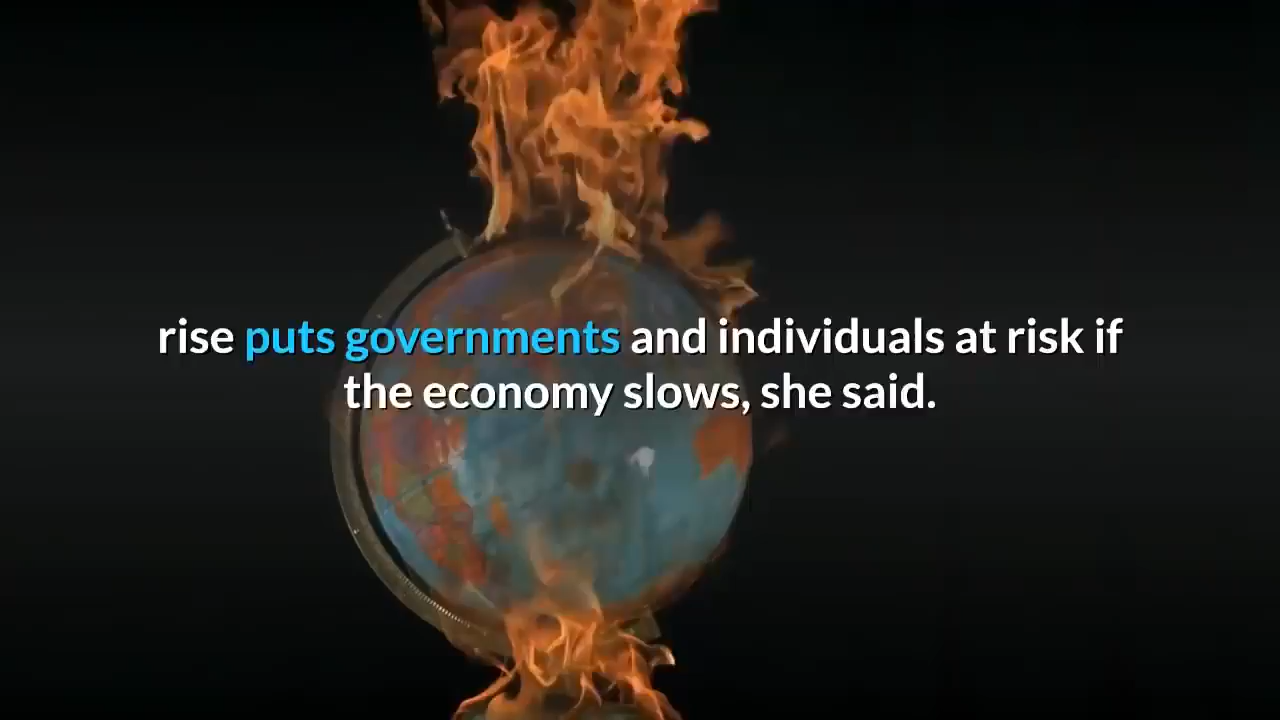 rise puts governments and individuals at risk if
the economy slows, she said.